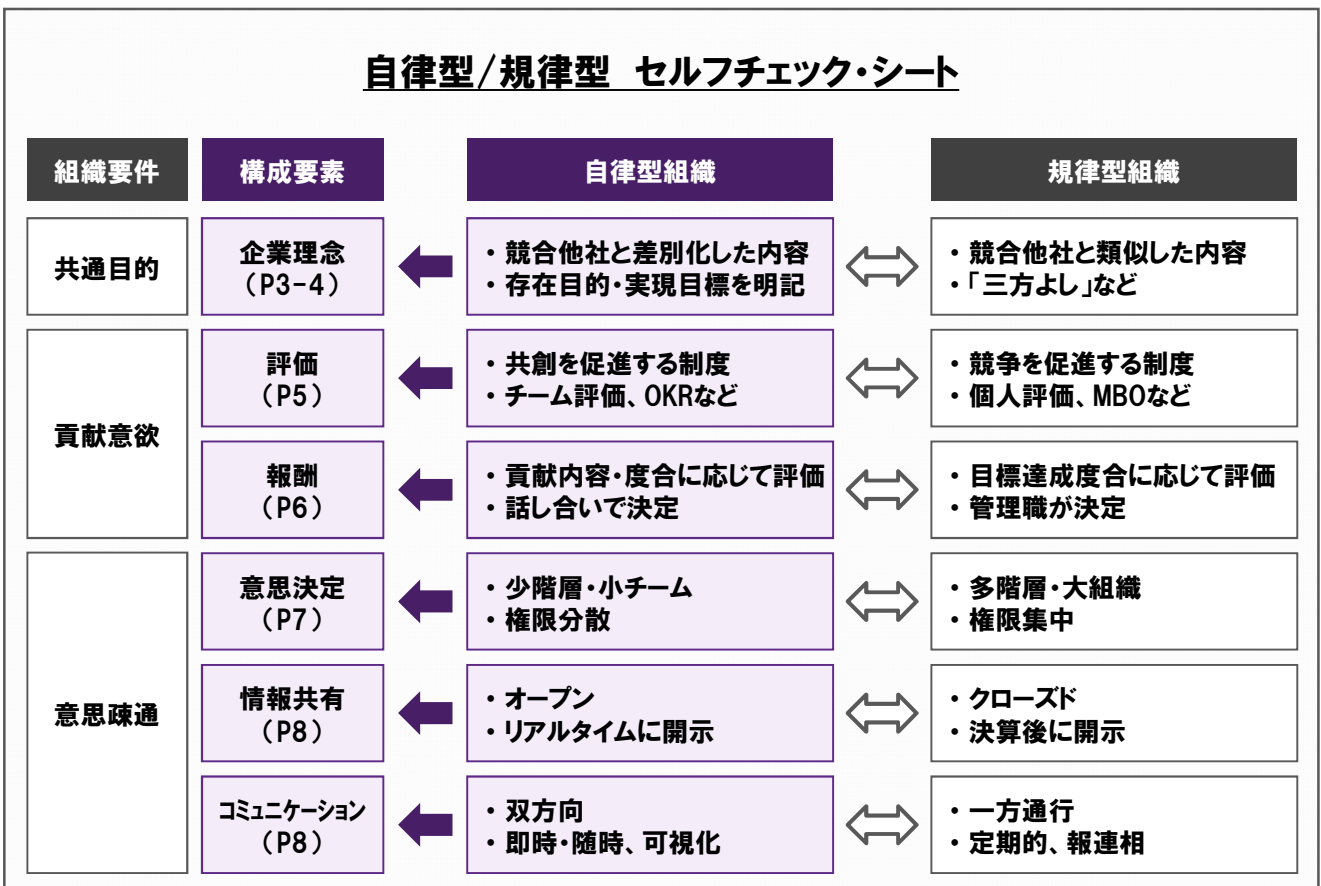 自律型/規律型 セルフチェック・シート
組織要件
構成要素
自律型組織
規律型組織
共通目的
企業理念
(P3-4)
・競合他社と差別化した内容
・存在目的・実現目標を明記
・競合他社と類似した内容
・「三方よし」など
貢献意欲
評価
(P5)
・共創を促進する制度
・チーム評価、OKRなど
・競争を促進する制度
・個人評価、MBOなど
報酬
(P6)
・貢献内容・度合に応じて評価
・話し合いで決定
・目標達成度合に応じて評価
・管理職が決定
意思疎通
意思決定
(P7)
・少階層・小チーム
・権限分散
・多階層・大組織
・権限集中
情報共有
(P8)
・オープン
・リアルタイムに開示
・クローズド
・決算後に開示
コミュニケーション
(P8)
・双方向
・即時・随時、可視化
・一方通行
・定期的、報連相